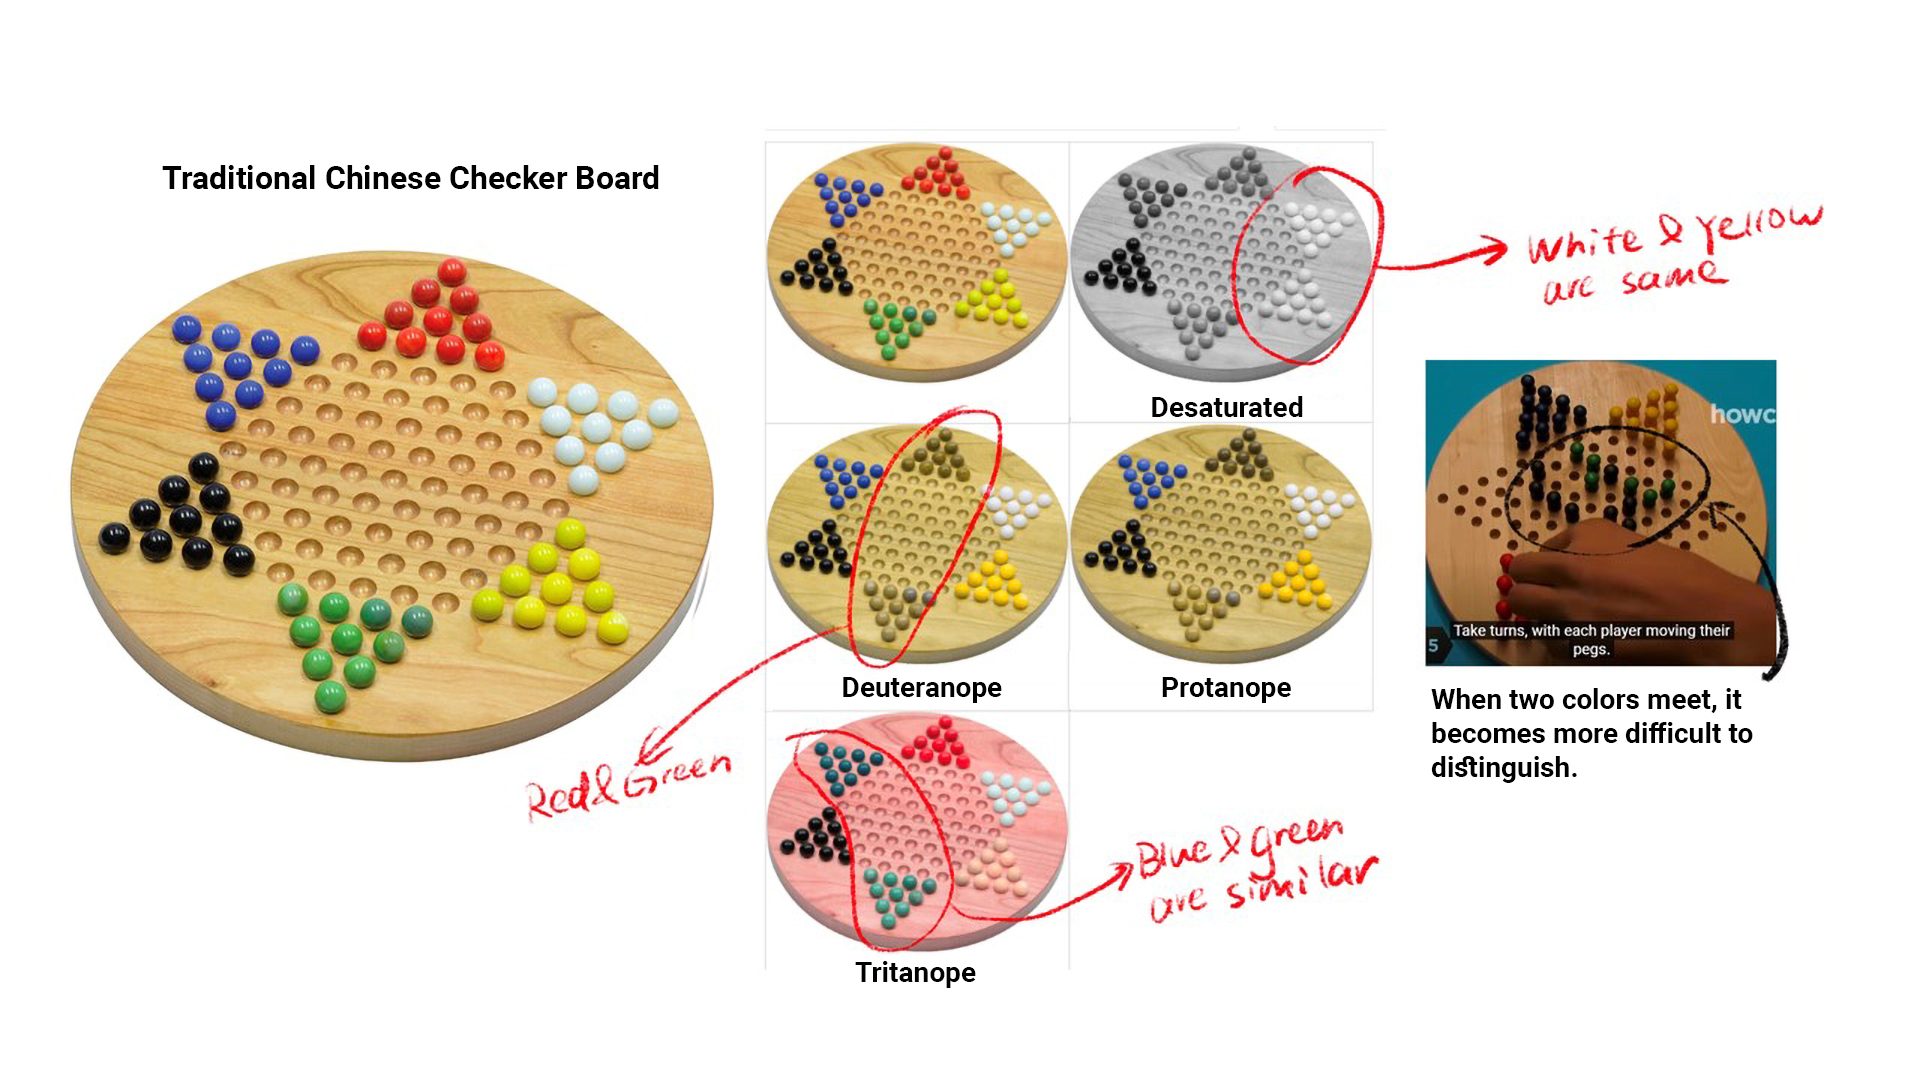 Traditional Chinese Checker Board
Desaturated
White & Yellow
are same
Deuteranope
Protanope
Red & Green
Tritanope
Blue & green
are similar
howc
5
Take turns, with each player moving their
pegs.
When two colors meet, it
becomes more difficult to
distinguish.